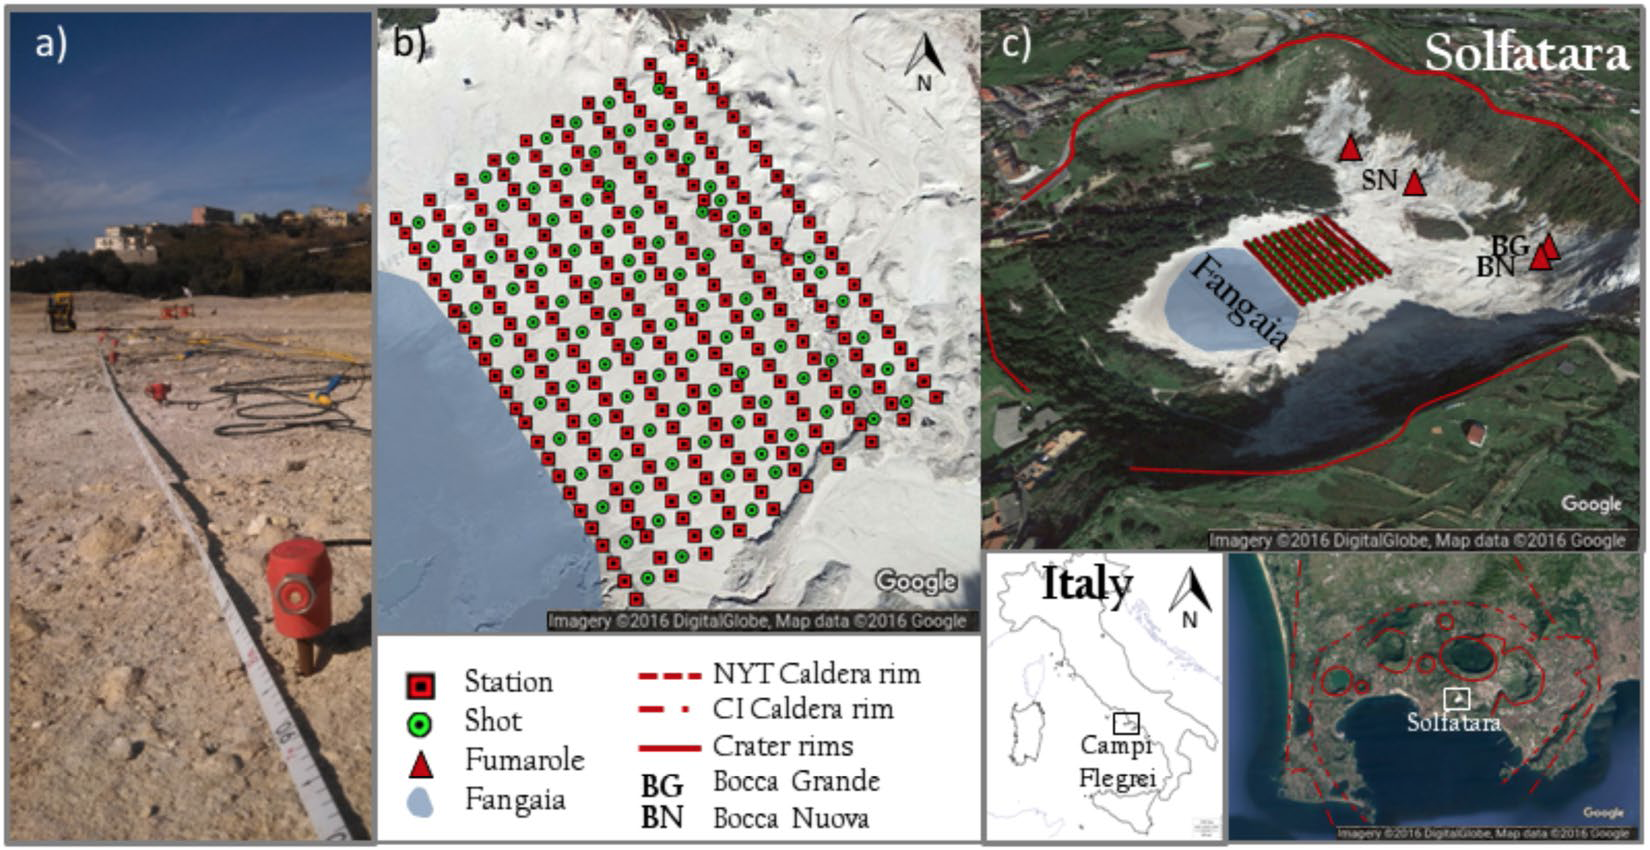 a)
b)
N
Google
Imagery ©2016 DigitalGlobe, Map data ©2016 Google
c)
Solfatara
SN
BG
BN
Fangaia
Google
Imagery ©2016 DigitalGlobe, Map data ©2016 Google
Station
Shot
Fumarole
Fangaia
NYT Caldera rim
CI Caldera rim
Crater rims
BG Bocca Grande
BN Bocca Nuova
Italy
N
Campi
Flegrei
Solfatara
Google
Imagery ©2016 DigitalGlobe, Map data ©2016 Google